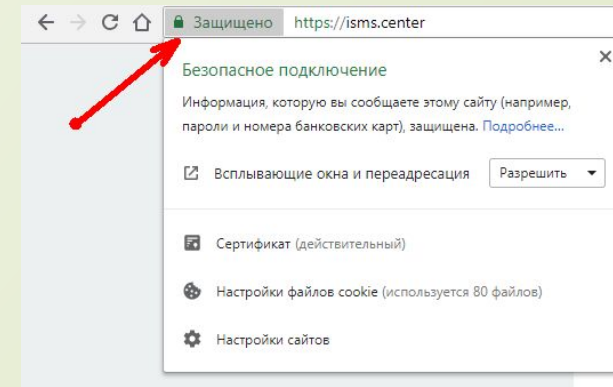 Защищено https://isms.center
Безопасное подключение
Информация, которую вы сообщаете этому сайту (например,
пароли и номера банковских карт), защищена. Подробнее...
Всплывающие окна и переадресация Разрешить
Сертификат (действительный)
Настройки файлов cookie (используется 80 файлов)
Настройки сайтов